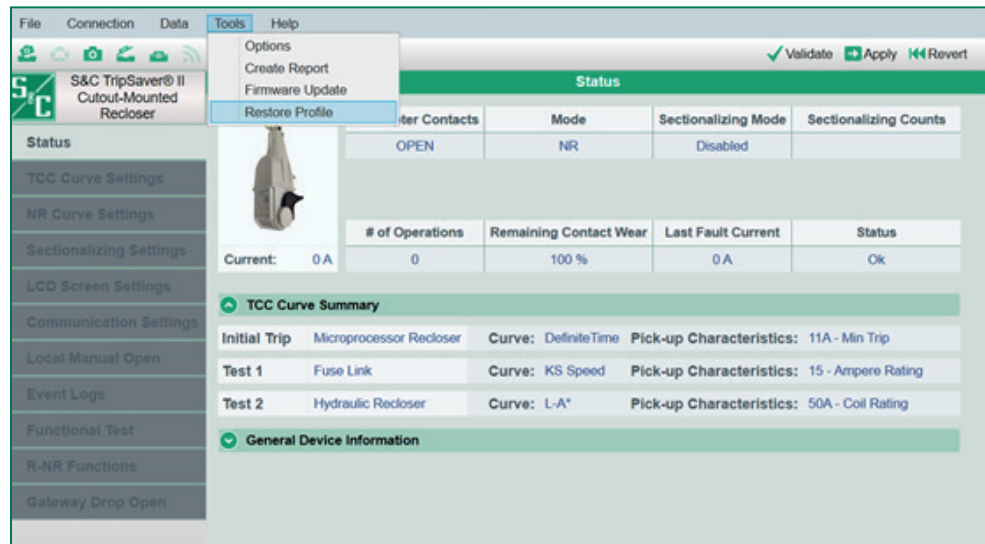 File Connection Data Tools Help
Options
Create Report
Firmware Update
Restore Profile
Validate Apply Revert
S&C
S&C TripSaver® II
Cutout-Mounted
Recloser
Status
Status
TCC Curve Settings
NR Curve Settings
Sectionalizing Settings
LCD Screen Settings
Communication Settings
Local Manual Open
Event Logs
Functional Test
R-NR Functions
Gateway Drop Open
Contacts Mode Sectionalizing Mode Sectionalizing Counts
OPEN NR Disabled
# of Operations Remaining Contact Wear Last Fault Current Status
Current: 0 A 0 100 % 0 A Ok
TCC Curve Summary
Initial Trip Microprocessor Recloser Curve: DefiniteTime Pick-up Characteristics: 11A - Min Trip
Test 1 Fuse Link Curve: KS Speed Pick-up Characteristics: 15 - Ampere Rating
Test 2 Hydraulic Recloser Curve: L-A* Pick-up Characteristics: 50A - Coil Rating
General Device Information